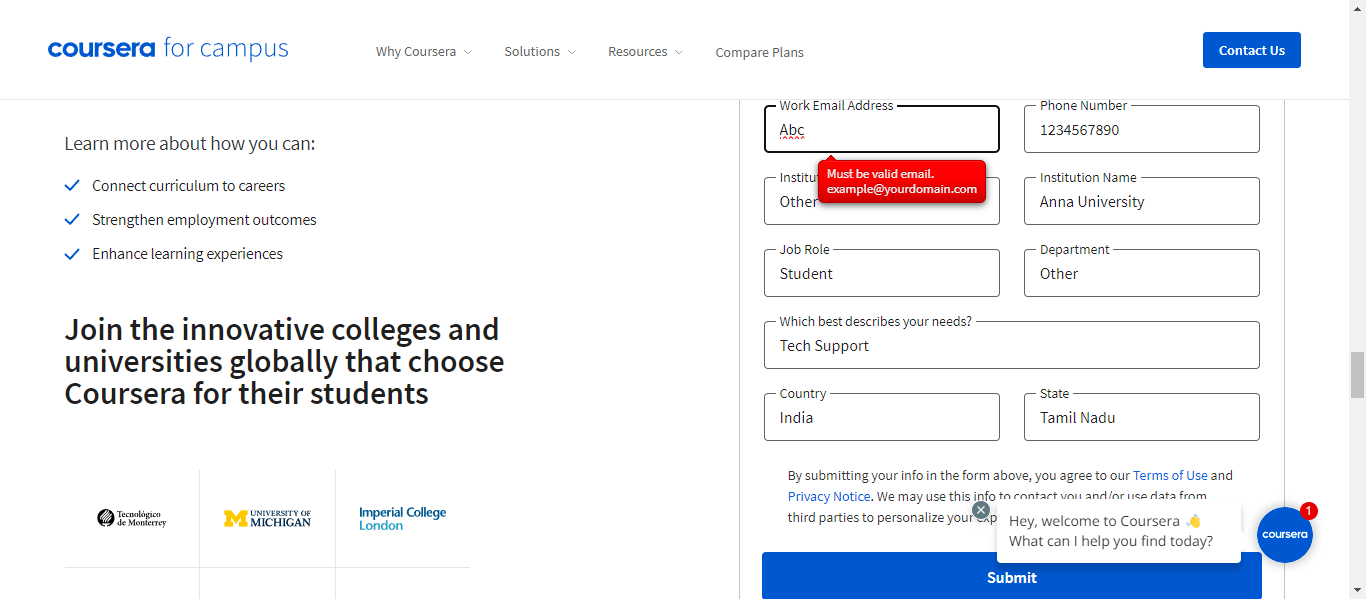 coursera for campus
Why Coursera
Solutions
Resources
Compare Plans
Contact Us
Learn more about how you can:
Connect curriculum to careers
Strengthen employment outcomes
Enhance learning experiences
Join the innovative colleges and
universities globally that choose
Coursera for their students
Tecnológico
de Monterrey
UNIVERSITY OF
MICHIGAN
Imperial College
London
Work Email Address
Abc
Phone Number
1234567890
Must be valid email.
example@yourdomain.com
Other
Institution Name
Anna University
Job Role
Student
Department
Other
Which best describes your needs?
Tech Support
Country
India
State
Tamil Nadu
By submitting your info in the form above, you agree to our Terms of Use and
Privacy Notice. We may use this info to contact you and/or use data from
third parties to personalize your
Hey, welcome to Coursera 👋
What can I help you find today?
coursera
1
Submit